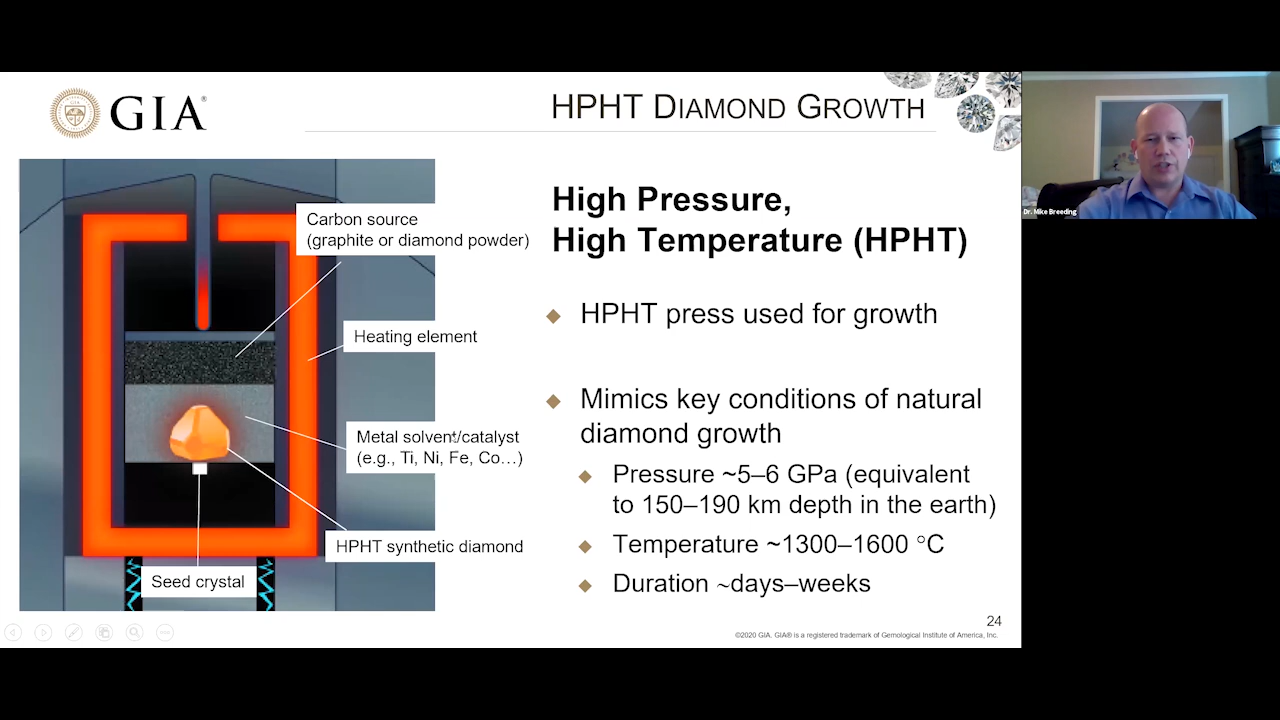 GIA®
HPHT DIAMOND GROWTH
Carbon source
(graphite or diamond powder)
Heating element
Metal solvent/catalyst
(e.g., Ti, Ni, Fe, Co…)
HPHT synthetic diamond
Seed crystal
High Pressure,
High Temperature (HPHT)
HPHT press used for growth
Mimics key conditions of natural
diamond growth
Pressure ~5–6 GPa (equivalent
to 150–190 km depth in the earth)
Temperature ~1300–1600 °C
Duration ~days–weeks
24
©2020 GIA. GIA® is a registered trademark of Gemological Institute of America, Inc.
Dr. Mike Breeding